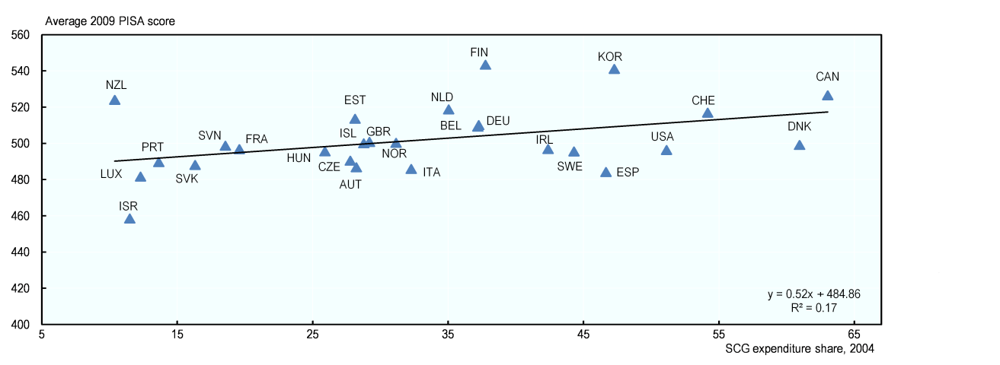 Average 2009 PISA score
560
540
520
500
480
460
440
420
400
FIN
KOR
CAN
NZL
NLD
CHE
EST
BEL
DEU
DNK
ISL
GBR
IRL
USA
SVN
FRA
PRT
HUN
NOR
CZE
SWE
ESP
ITA
LUX
SVK
AUT
ISR
y = 0.52x + 484.86
R² = 0.17
5
15
25
35
45
55
65
SCG expenditure share, 2004